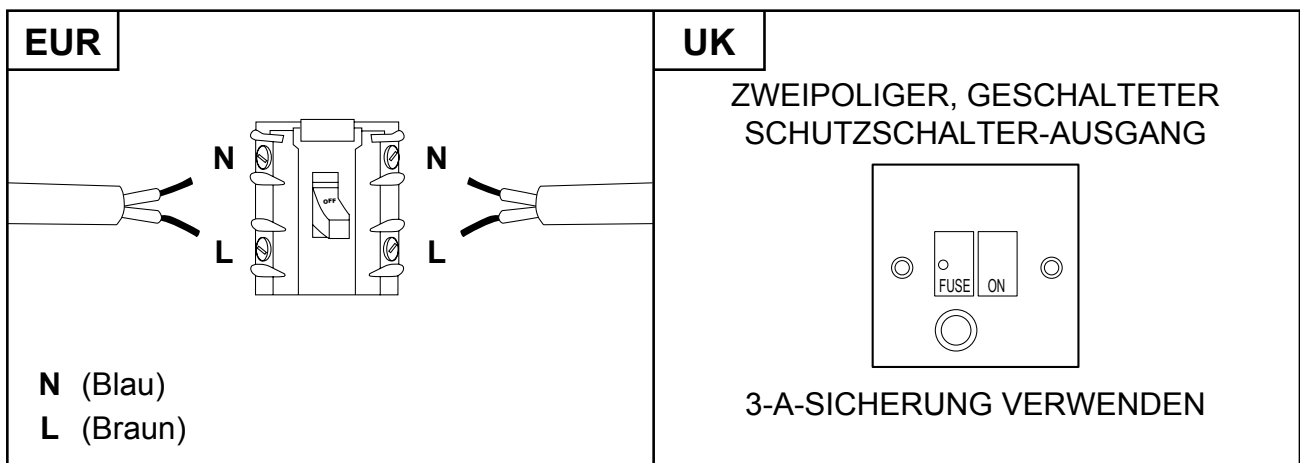 EUR
N
N
OFF
L
L
N (Blau)
L (Braun)
UK
ZWEIPOLIGER, GESCHALTETER
SCHUTZSCHALTER-AUSGANG
FUSE ON
3-A-SICHERUNG VERWENDEN